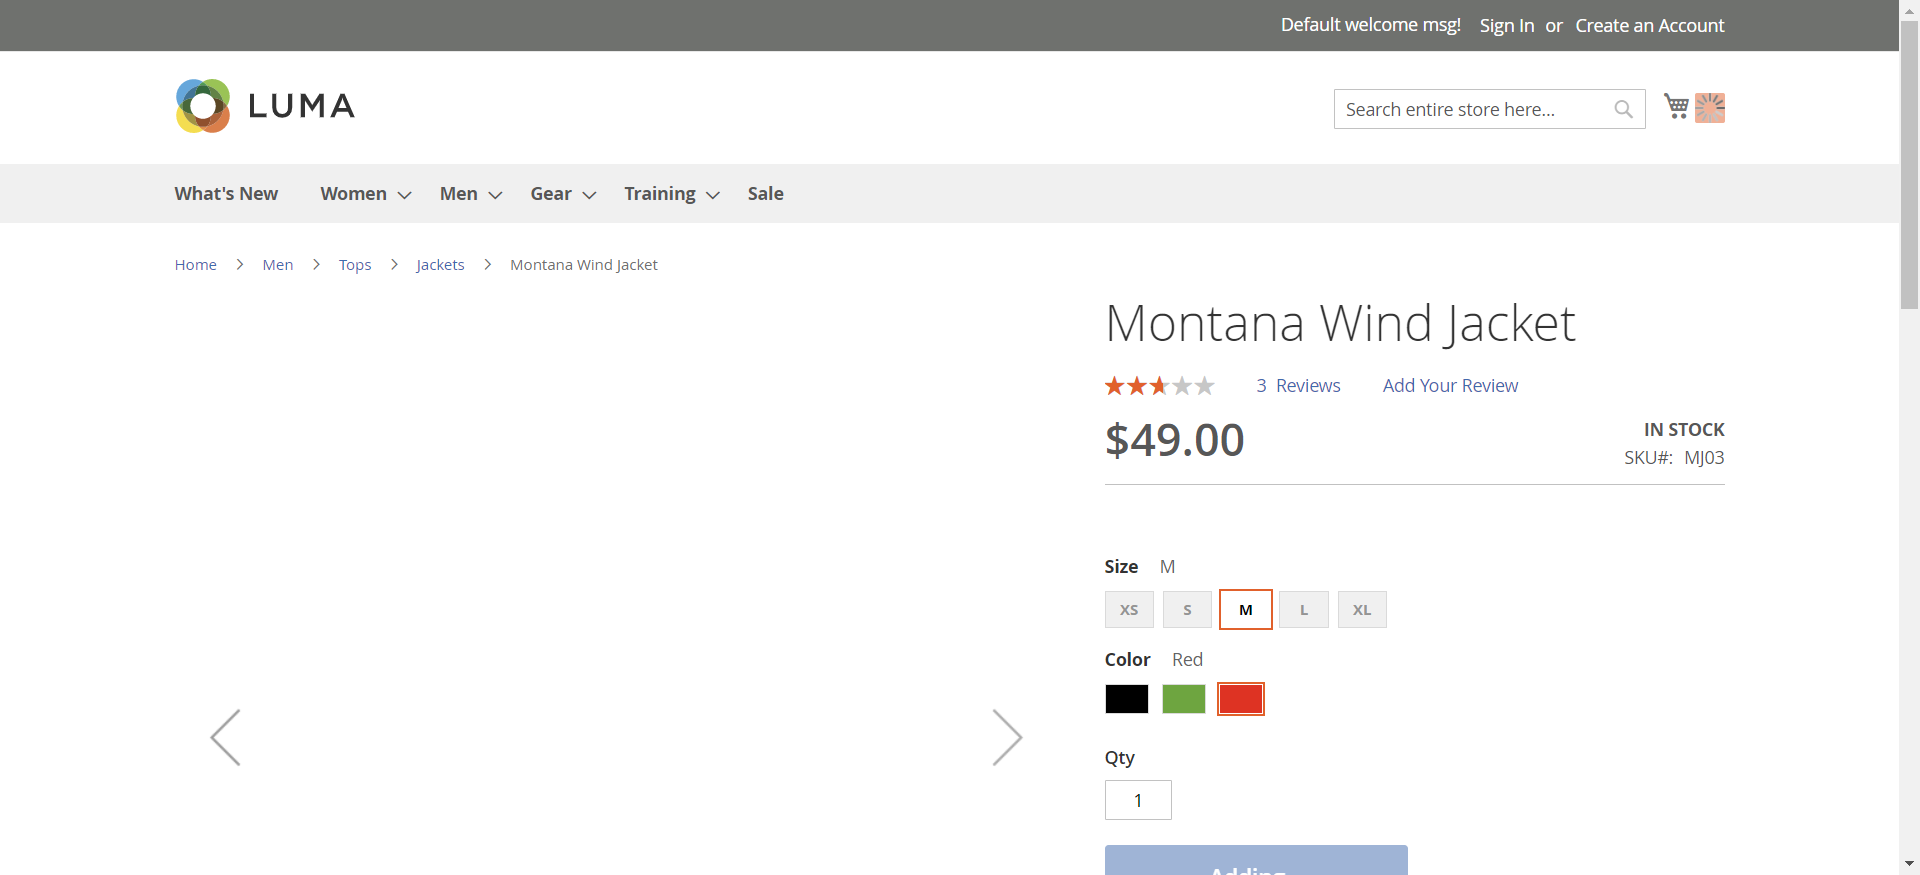 Default welcome msg! Sign In or Create an Account
LUMA
Search entire store here...
What's New Women Men Gear Training Sale
Home Men Tops Jackets Montana Wind Jacket
Montana Wind Jacket
3 Reviews Add Your Review
$49.00
IN STOCK
SKU#: MJ03
Size M
XS S M L XL
Color Red
Qty
1
Adding...